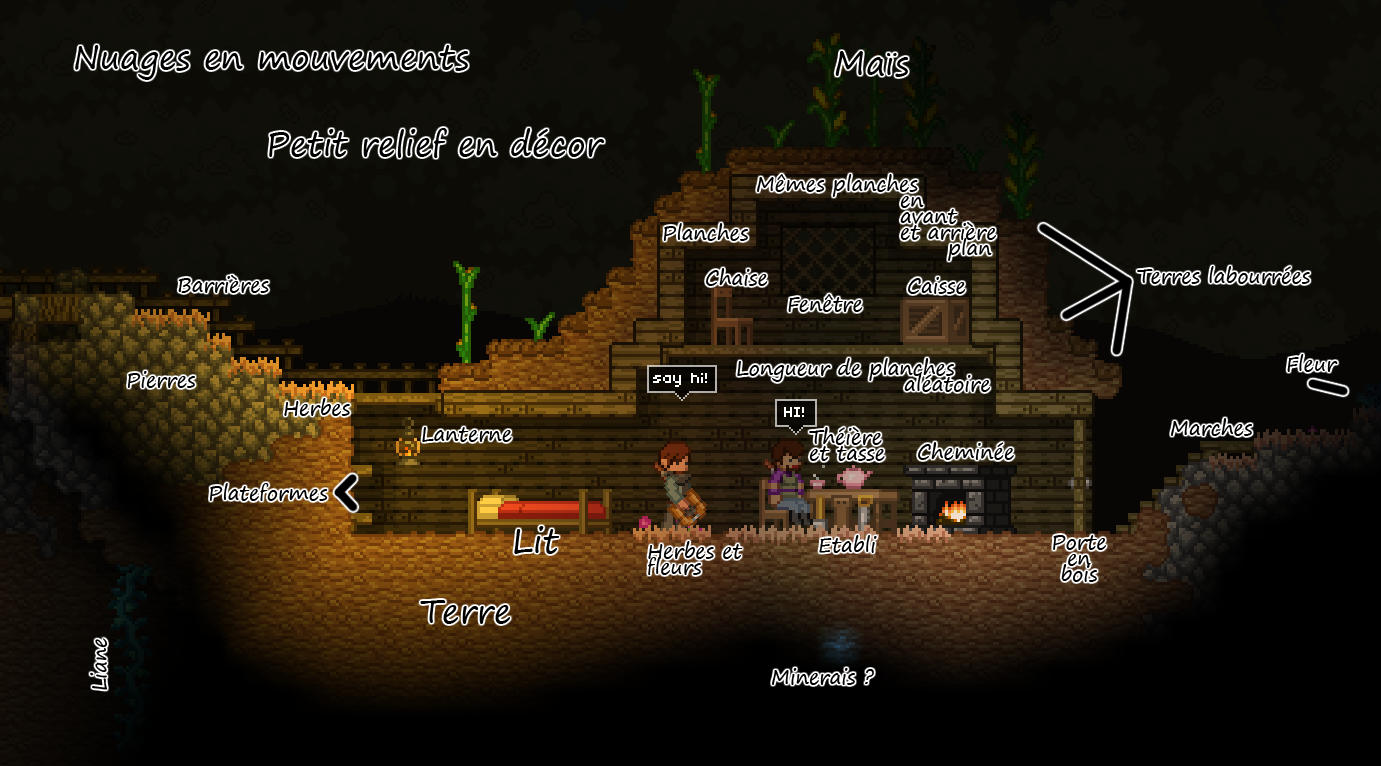 Nuages en mouvements
Maïs
Petit relief en décor
Mêmes planches
en
avant
et arrière
plan
Planches
Chaise
Fenêtre
Caisse
Terres labourrées
Barrières
Pierres
Herbes
say hi!
Longueur de planches
aléatoire
Fleur
HI!
Lanterne
Théière
et tasse
Cheminée
Marches
Plateformes
Lit
Herbes et
fleurs
Etabli
Porte
en
bois
Terre
Liane
Minerais ?